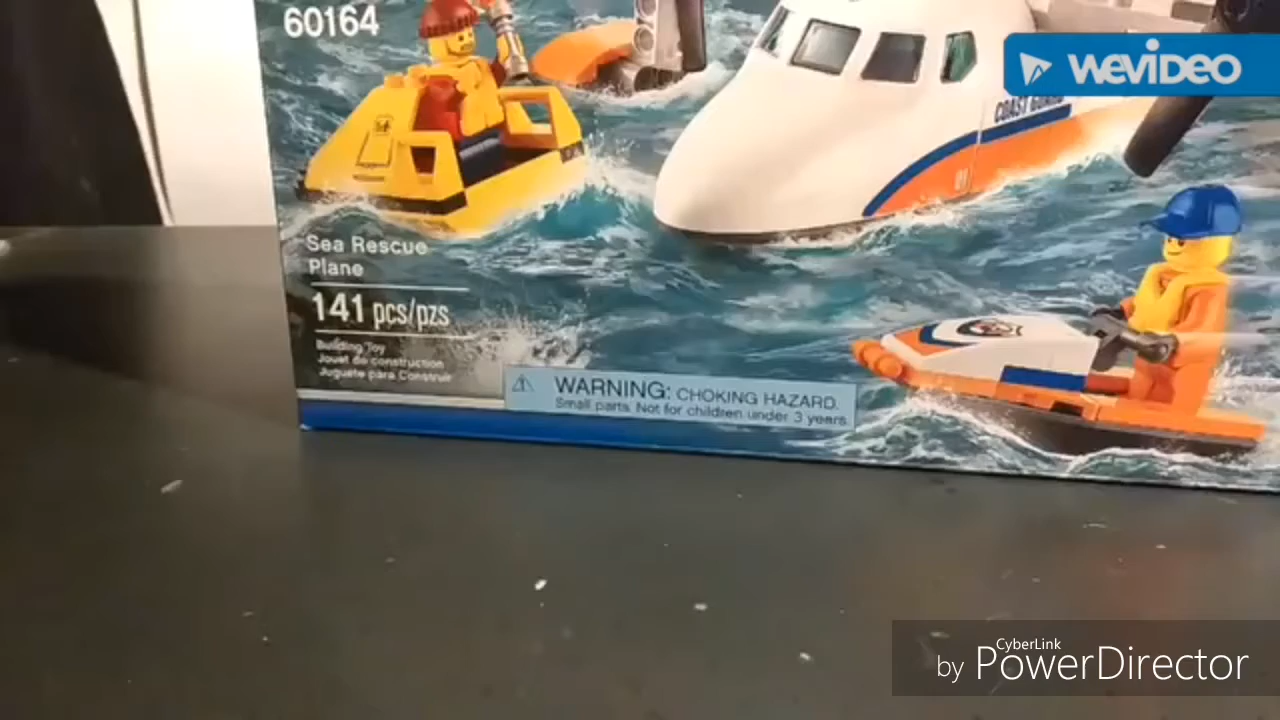 60164
WEVIDEO
COAST GUARD
01
Sea Rescue
Plane
141 pcs/pzs
Building Toy
Jouet de construction
Juguete para Construir
WARNING: CHOKING HAZARD.
Small parts. Not for children under 3 years.
CyberLink
by PowerDirector